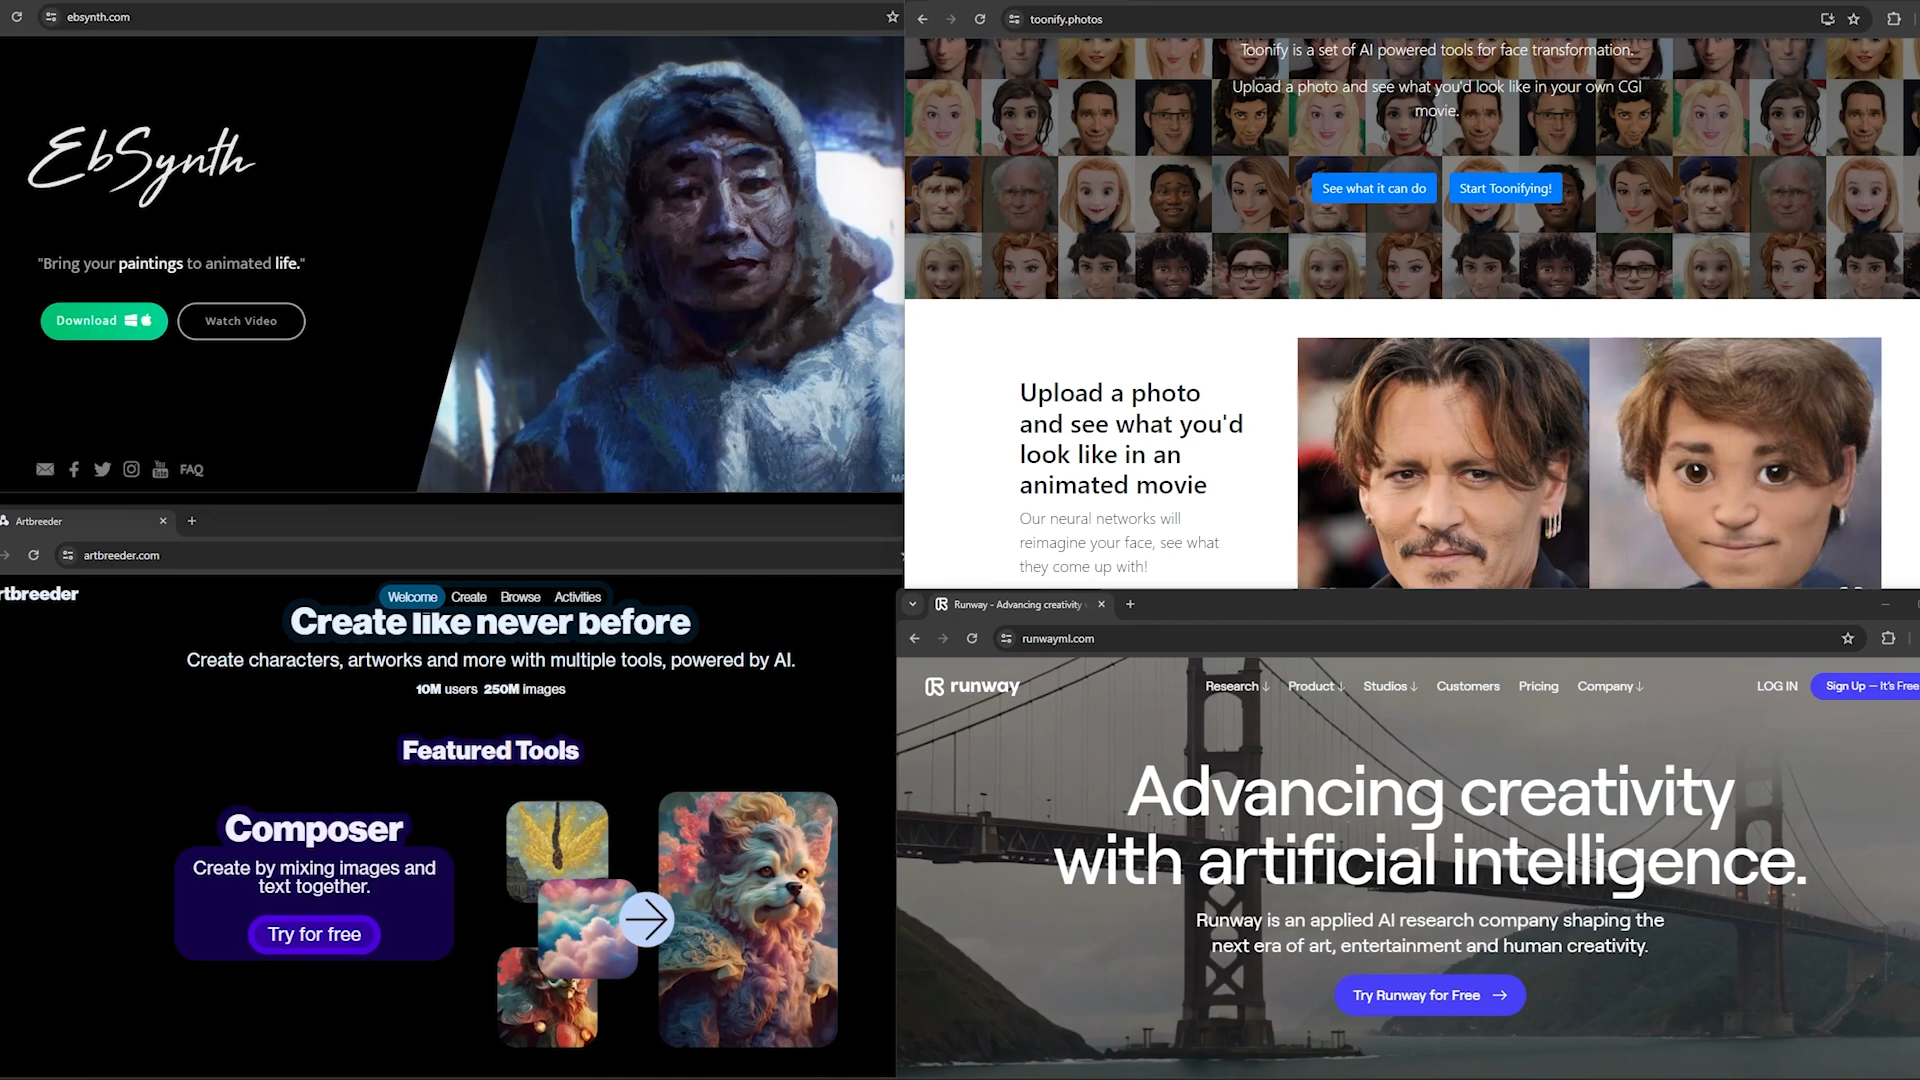 ebsynth.com
EbSynth
"Bring your paintings to animated life."
Download
Watch Video
You
Tube
FAQ
MA
toonify.photos
Toonify is a set of AI powered tools for face transformation.
Upload a photo and see what you'd look like in your own CGI
movie.
See what it can do
Start Toonifying!
Upload a photo
and see what you'd
look like in an
animated movie
Our neural networks will
reimagine your face, see what
they come up with!
Artbreeder
artbreeder.com
rtbreeder
Welcome
Create
Browse
Activities
Create like never before
Create characters, artworks and more with multiple tools, powered by AI.
10M users 250M images
Featured Tools
Composer
Create by mixing images and
text together.
Try for free
Runway - Advancing creativity
runwayml.com
runway
Research
Product
Studios
Customers
Pricing
Company
LOG IN
Sign Up — It's Free
Advancing creativity
with artificial intelligence.
Runway is an applied AI research company shaping the
next era of art, entertainment and human creativity.
Try Runway for Free